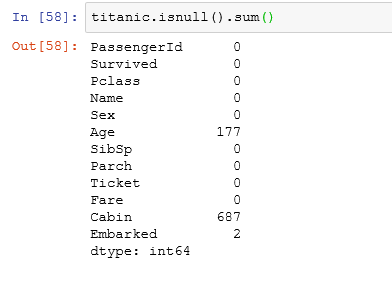 In [58]: titanic.isnull().sum()
Out[58]: PassengerId 0
Survived 0
Pclass 0
Name 0
Sex 0
Age 177
SibSp 0
Parch 0
Ticket 0
Fare 0
Cabin 687
Embarked 2
dtype: int64